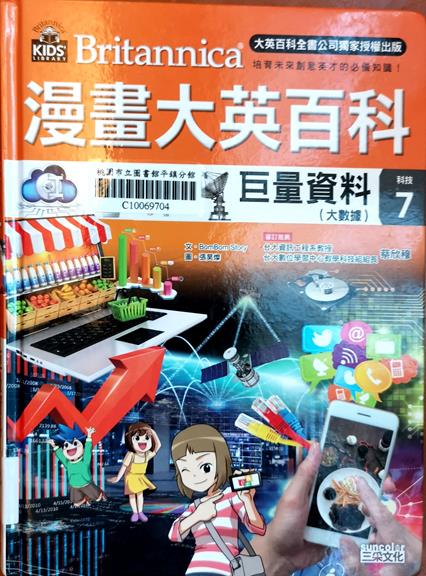 Britannica
KIDS'
LIBRARY
Britannica®
大英百科全書公司獨家授權出版
培育未來創意英才的必備知識！
漫畫大英百科
桃園市立圖書館平鎮分館
C10069704
巨量資料
(大數據)
科技
7
文·BomBom Story
圖·張昊燦
審訂推薦
台大資訊工程系教授
台大數位學習中心教學科技組組長 蔡欣穆
suncolor
三采文化